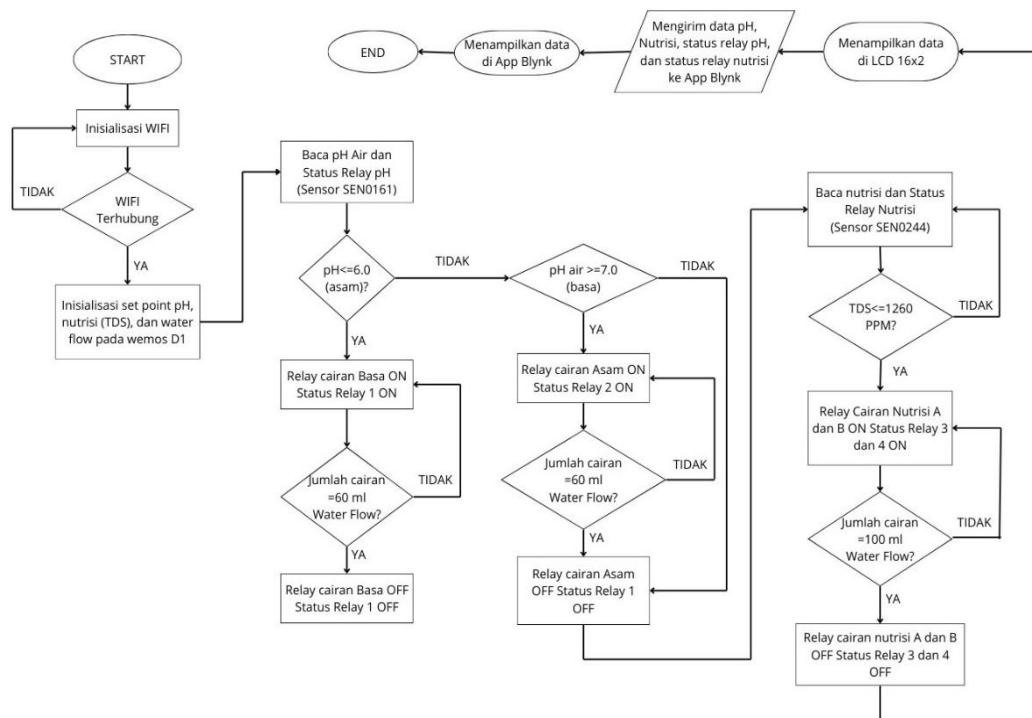 START
Inisialisasi WIFI
TIDAK
WIFI
Terhubung
YA
Inisialisasi set point pH,
nutrisi (TDS), dan water
flow pada wemos D1
Baca pH Air dan
Status Relay pH
(Sensor SEN0161)
pH<=6.0
(asam)?
TIDAK
YA
Relay cairan Basa ON
Status Relay 1 ON
Jumlah cairan
=60 ml
Water Flow?
TIDAK
YA
Relay cairan Basa OFF
Status Relay 1 OFF
pH air >=7.0
(basa)
TIDAK
YA
Relay cairan Asam ON
Status Relay 2 ON
Jumlah cairan
=60 ml
Water Flow?
TIDAK
YA
Relay cairan Asam
OFF Status Relay 1
OFF
Baca nutrisi dan Status
Relay Nutrisi
(Sensor SEN0244)
TDS<=1260
PPM?
TIDAK
YA
Relay Cairan Nutrisi A
dan B ON Status Relay 3
dan 4 ON
Jumlah cairan
=100 ml
Water Flow?
TIDAK
YA
Relay cairan nutrisi A dan B
OFF Status Relay 3 dan 4
OFF
Menampilkan data
di LCD 16x2
Mengirim data pH,
Nutrisi, status relay pH,
dan status relay nutrisi
ke App Blynk
Menampilkan data
di App Blynk
END